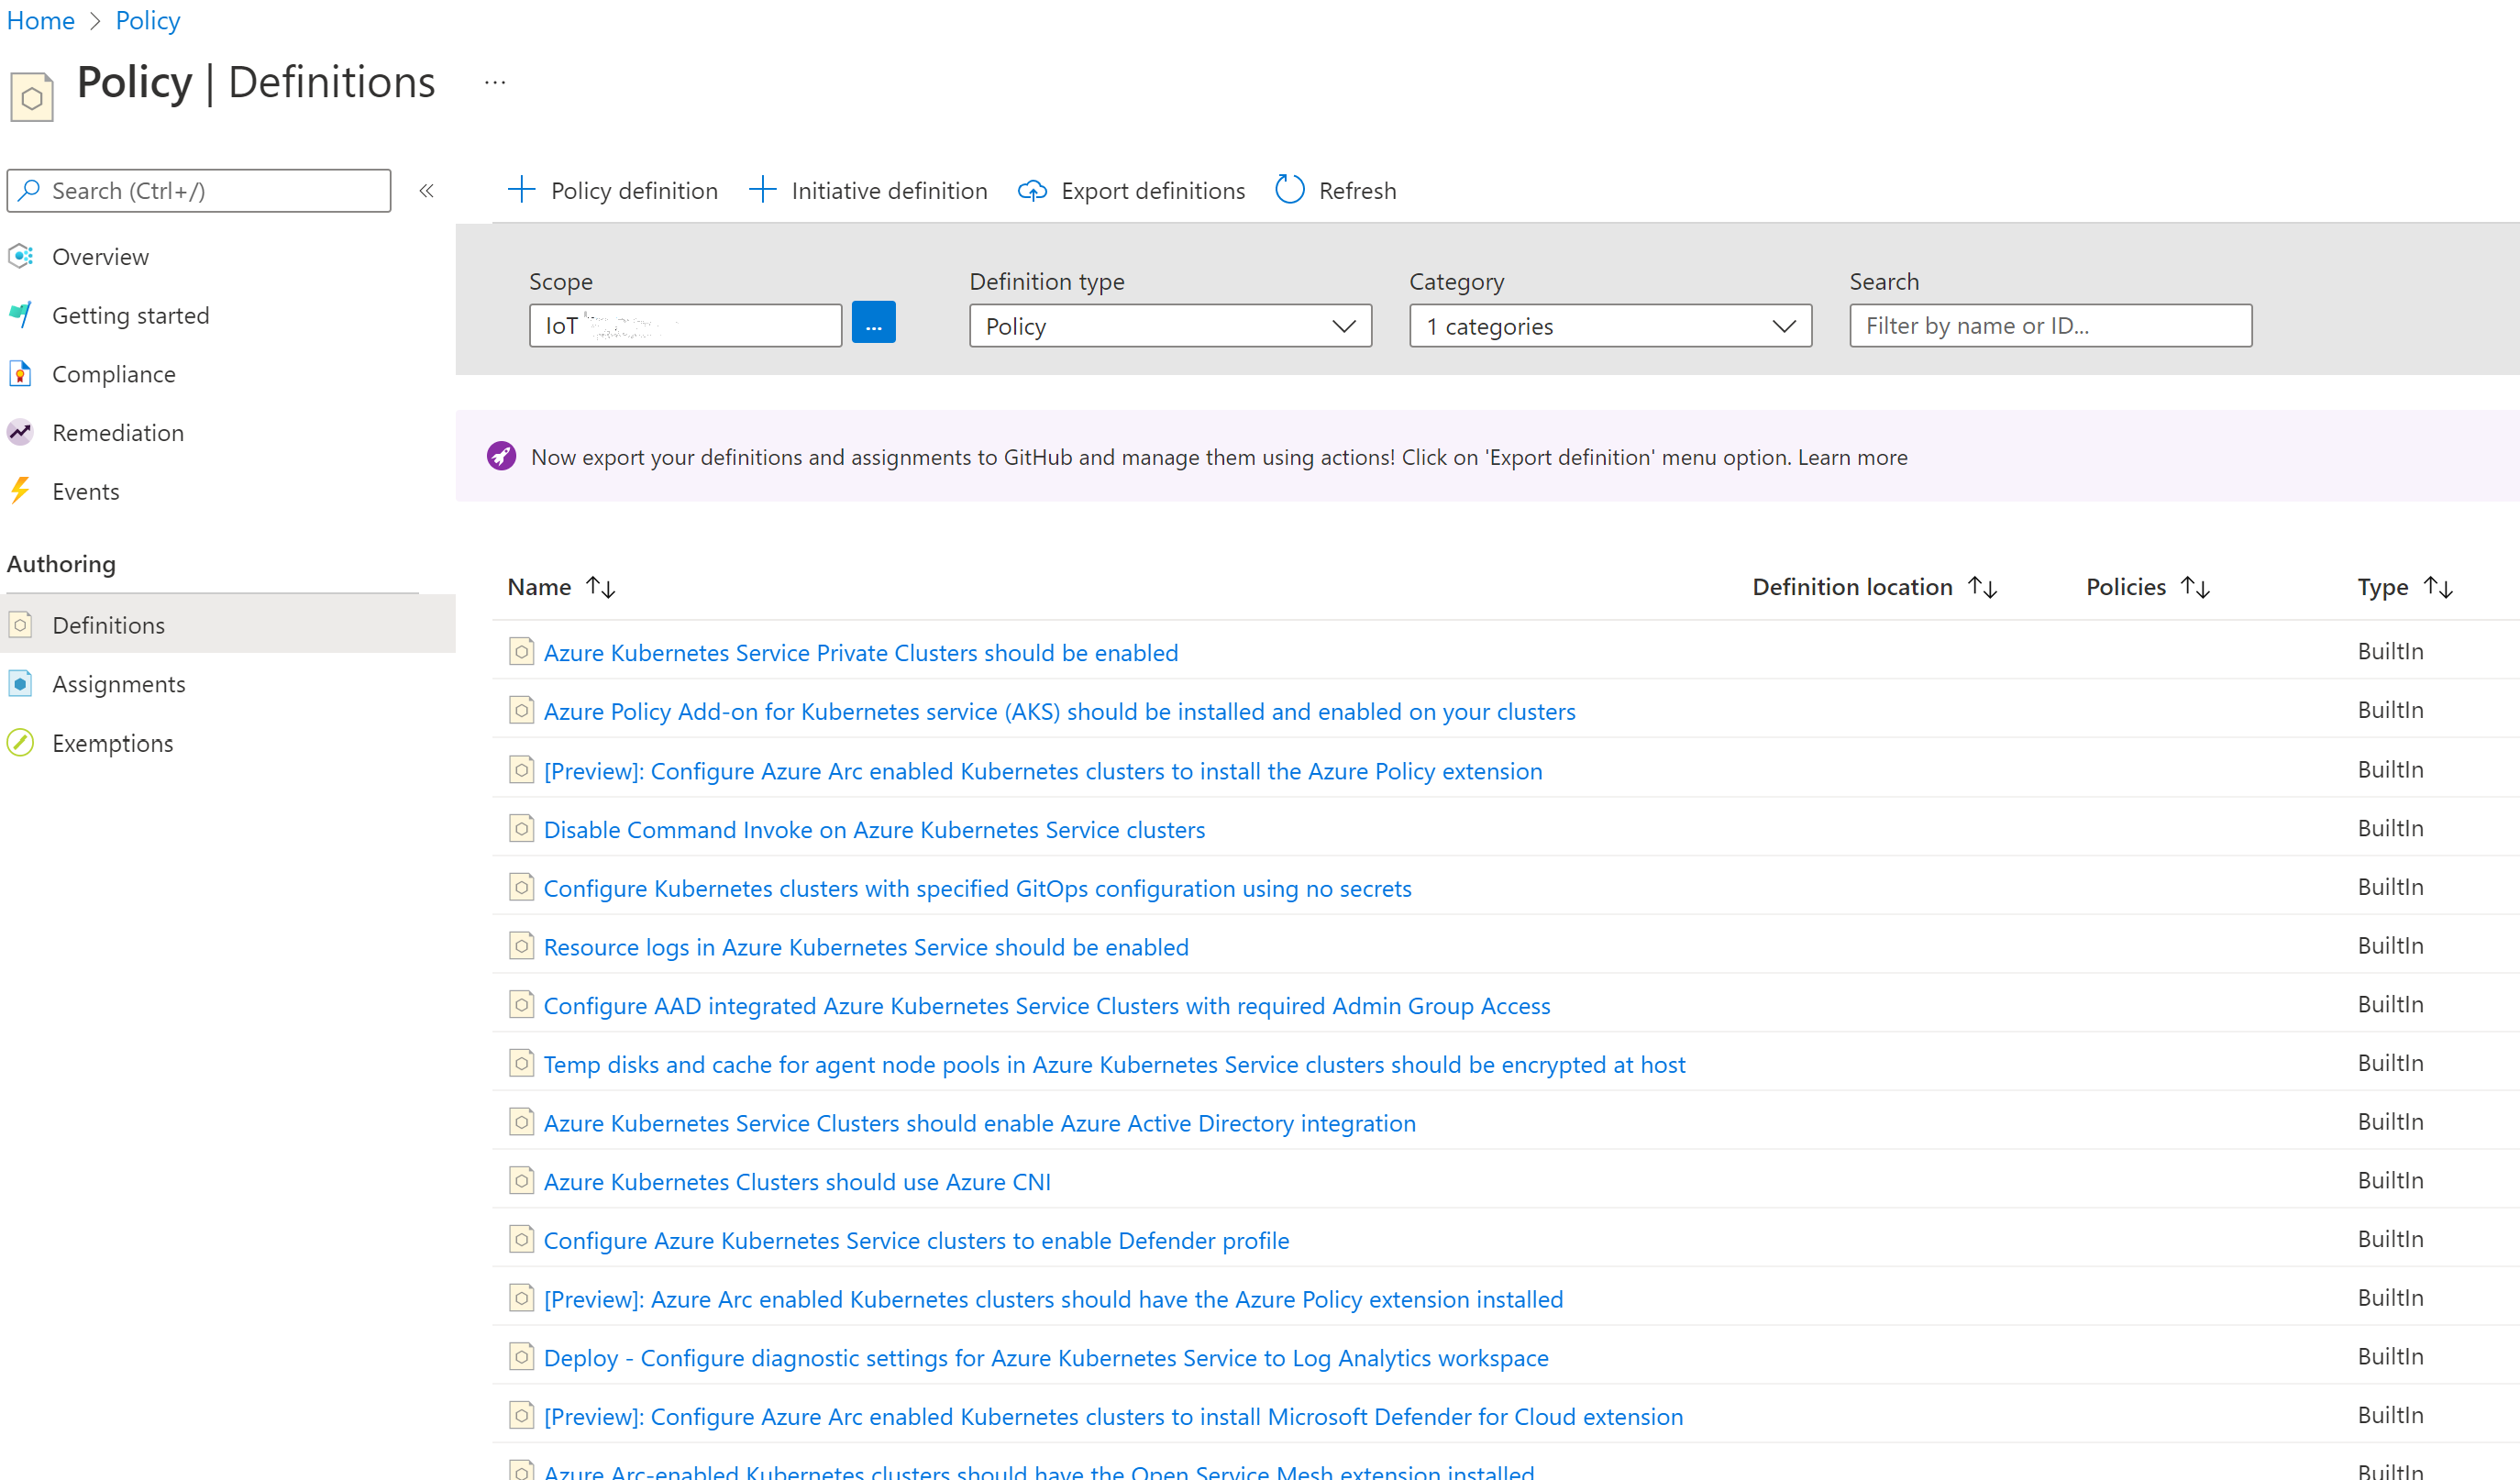 Home > Policy
Policy | Definitions ...
Search (Ctrl+/)
«
Overview
Getting started
Compliance
Remediation
Events
Authoring
Definitions
Assignments
Exemptions
Policy definition
Initiative definition
Export definitions
Refresh
Scope
IoT
...
Definition type
Policy
Category
1 categories
Search
Filter by name or ID...
Now export your definitions and assignments to GitHub and manage them using actions! Click on 'Export definition' menu option. Learn more
Name ↑↓ Definition location ↑↓ Policies ↑↓ Type ↑↓
Azure Kubernetes Service Private Clusters should be enabled BuiltIn
Azure Policy Add-on for Kubernetes service (AKS) should be installed and enabled on your clusters BuiltIn
[Preview]: Configure Azure Arc enabled Kubernetes clusters to install the Azure Policy extension BuiltIn
Disable Command Invoke on Azure Kubernetes Service clusters BuiltIn
Configure Kubernetes clusters with specified GitOps configuration using no secrets BuiltIn
Resource logs in Azure Kubernetes Service should be enabled BuiltIn
Configure AAD integrated Azure Kubernetes Service Clusters with required Admin Group Access BuiltIn
Temp disks and cache for agent node pools in Azure Kubernetes Service clusters should be encrypted at host BuiltIn
Azure Kubernetes Service Clusters should enable Azure Active Directory integration BuiltIn
Azure Kubernetes Clusters should use Azure CNI BuiltIn
Configure Azure Kubernetes Service clusters to enable Defender profile BuiltIn
[Preview]: Azure Arc enabled Kubernetes clusters should have the Azure Policy extension installed BuiltIn
Deploy - Configure diagnostic settings for Azure Kubernetes Service to Log Analytics workspace BuiltIn
[Preview]: Configure Azure Arc enabled Kubernetes clusters to install Microsoft Defender for Cloud extension BuiltIn
Azure Arc-enabled Kubernetes clusters should have the Open Service Mesh extension installed BuiltIn